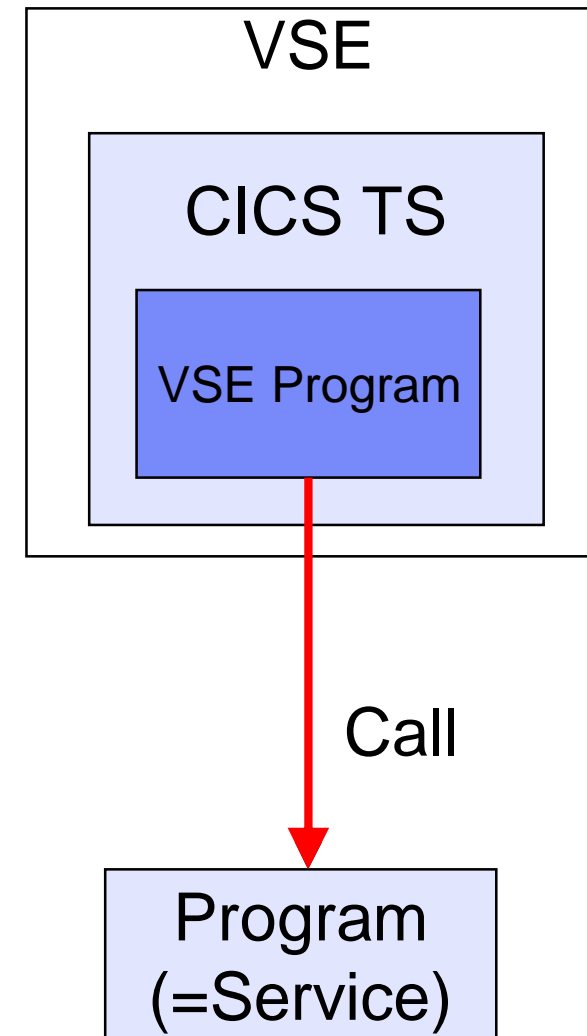 VSE
CICS TS
VSE Program
Call
Program
(=Service)